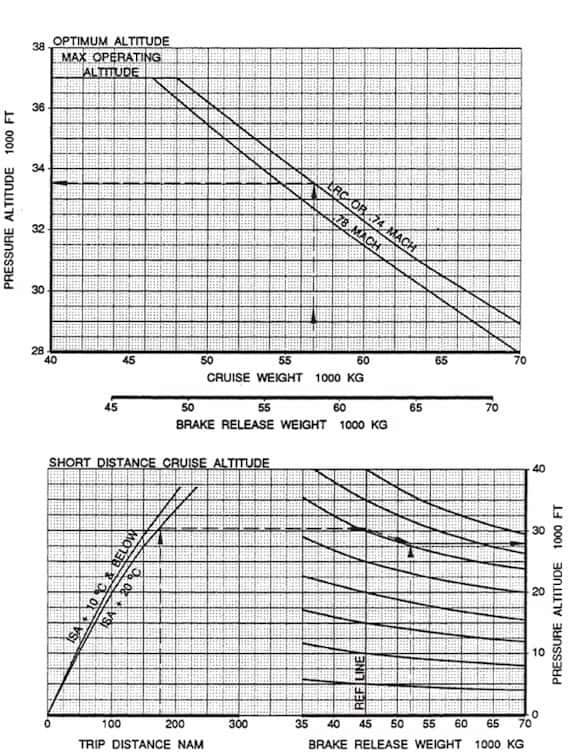 OPTIMUM ALTITUDE
MAX OPERATING
ALTITUDE
38
36
34
32
30
28
PRESSURE ALTITUDE 1000 FT
LRC OR .74 MACH
.78 MACH
40 45 50 55 60 65 70
CRUISE WEIGHT 1000 KG
45 50 55 60 65 70
BRAKE RELEASE WEIGHT 1000 KG
SHORT DISTANCE CRUISE ALTITUDE
ISA + 10 °C & BELOW
ISA + 20 °C
REF. LINE
40
30
20
10
0
PRESSURE ALTITUDE 1000 FT
0 100 200 300 35 40 45 50 55 60 65 70
TRIP DISTANCE NAM
BRAKE RELEASE WEIGHT 1000 KG